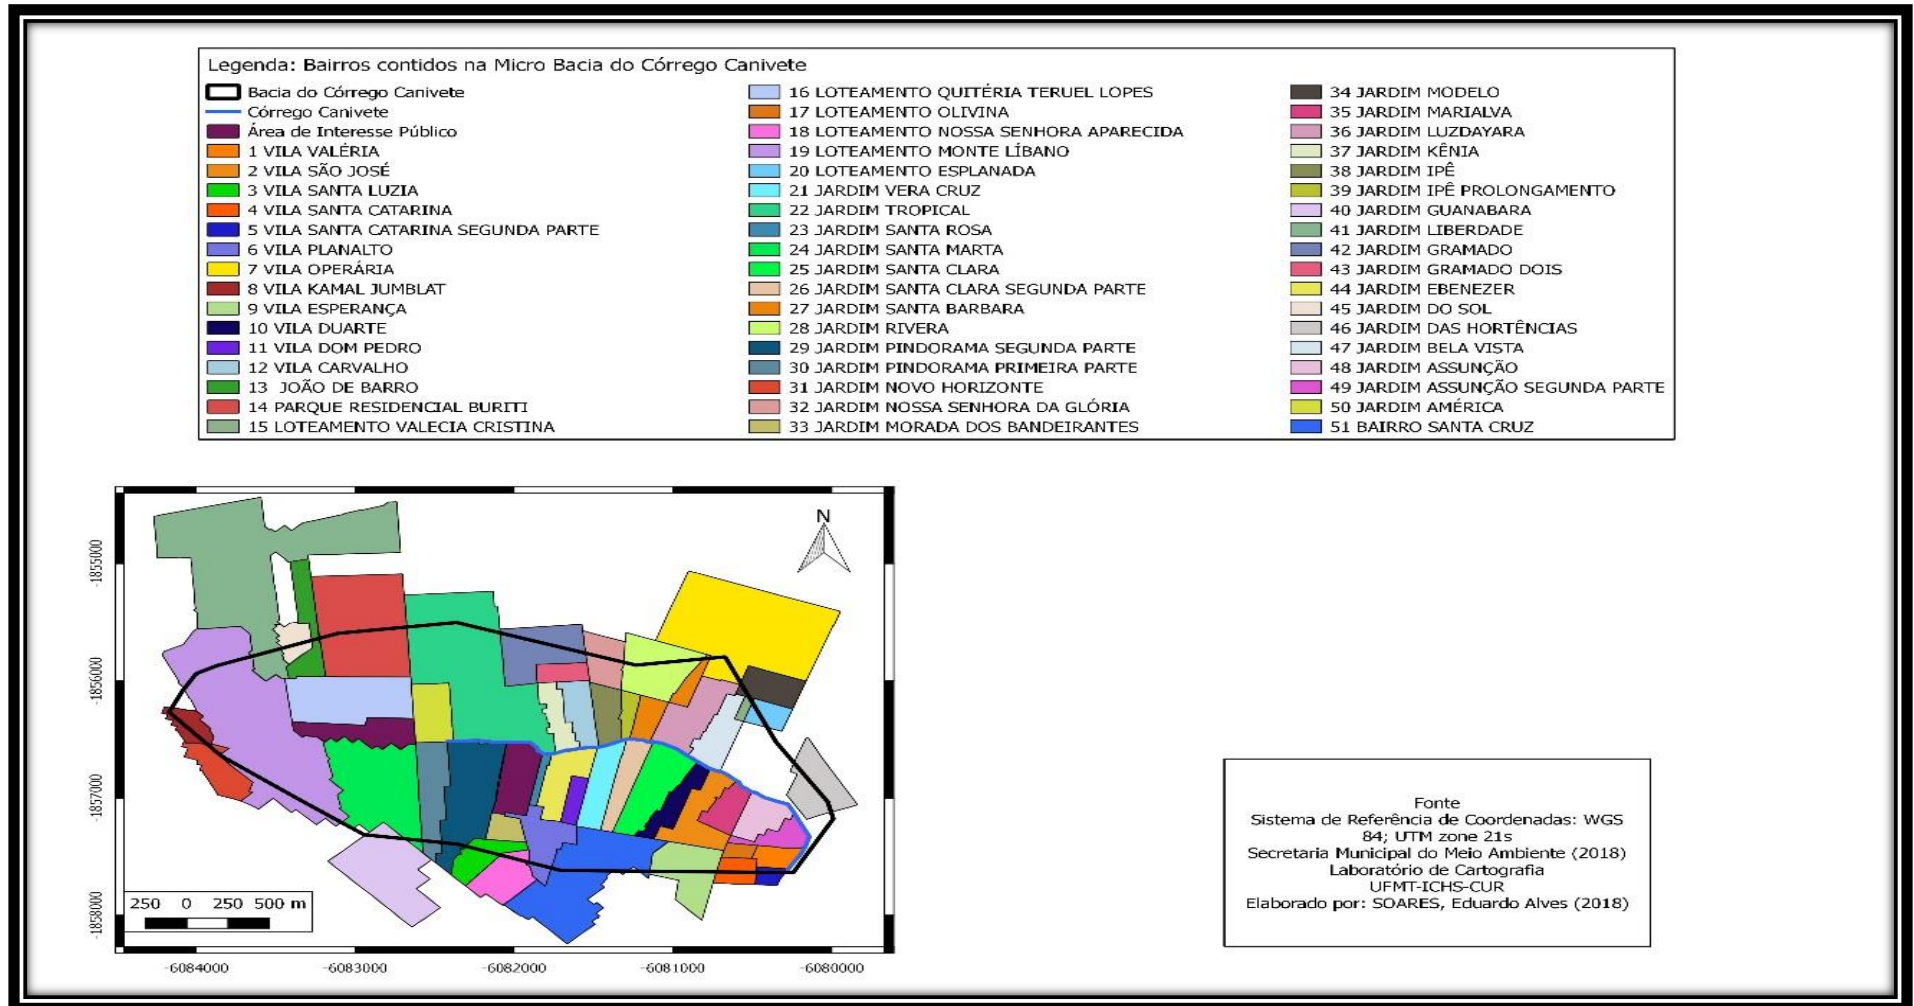 Legenda: Bairros contidos na Micro Bacia do Córrego Canivete
Bacia do Córrego Canivete
Córrego Canivete
Área de Interesse Público
1 VILA VALÉRIA
2 VILA SÃO JOSÉ
3 VILA SANTA LUZIA
4 VILA SANTA CATARINA
5 VILA SANTA CATARINA SEGUNDA PARTE
6 VILA PLANALTO
7 VILA OPERÁRIA
8 VILA KAMAL JUMBLAT
9 VILA ESPERANÇA
10 VILA DUARTE
11 VILA DOM PEDRO
12 VILA CARVALHO
13 JOÃO DE BARRO
14 PARQUE RESIDENCIAL BURITI
15 LOTEAMENTO VALECIA CRISTINA
16 LOTEAMENTO QUITÉRIA TERUEL LOPES
17 LOTEAMENTO OLIVINA
18 LOTEAMENTO NOSSA SENHORA APARECIDA
19 LOTEAMENTO MONTE LÍBANO
20 LOTEAMENTO ESPLANADA
21 JARDIM VERA CRUZ
22 JARDIM TROPICAL
23 JARDIM SANTA ROSA
24 JARDIM SANTA MARTA
25 JARDIM SANTA CLARA
26 JARDIM SANTA CLARA SEGUNDA PARTE
27 JARDIM SANTA BARBARA
28 JARDIM RIVERA
29 JARDIM PINDORAMA SEGUNDA PARTE
30 JARDIM PINDORAMA PRIMEIRA PARTE
31 JARDIM NOVO HORIZONTE
32 JARDIM NOSSA SENHORA DA GLÓRIA
33 JARDIM MORADA DOS BANDEIRANTES
34 JARDIM MODELO
35 JARDIM MARIALVA
36 JARDIM LUZDAYARA
37 JARDIM KÊNIA
38 JARDIM IPÊ
39 JARDIM IPÊ PROLONGAMENTO
40 JARDIM GUANABARA
41 JARDIM LIBERDADE
42 JARDIM GRAMADO
43 JARDIM GRAMADO DOIS
44 JARDIM EBENEZER
45 JARDIM DO SOL
46 JARDIM DAS HORTÊNCIAS
47 JARDIM BELA VISTA
48 JARDIM ASSUNÇÃO
49 JARDIM ASSUNÇÃO SEGUNDA PARTE
50 JARDIM AMÉRICA
51 BAIRRO SANTA CRUZ
N
-1855000
-1856000
-1857000
-1858000
250 0 250 500 m
-6084000 -6083000 -6082000 -6081000 -6080000
Fonte
Sistema de Referência de Coordenadas: WGS
84; UTM zone 21s
Secretaria Municipal do Meio Ambiente (2018)
Laboratório de Cartografia
UFMT-ICHS-CUR
Elaborado por: SOARES, Eduardo Alves (2018)